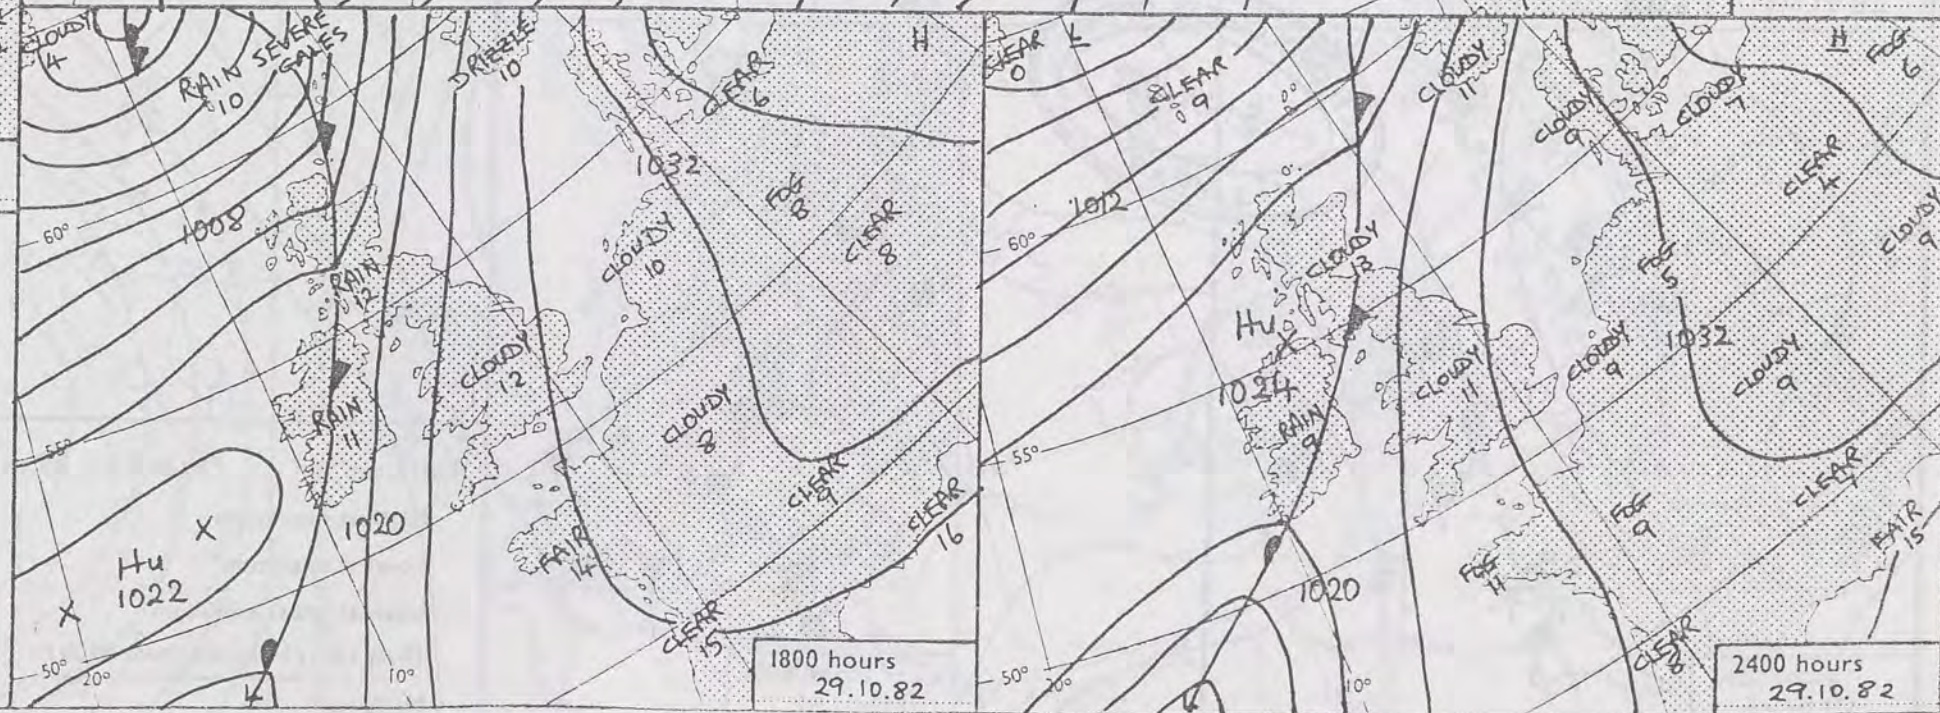 CLOUDY
4
RAIN
10
SEVERE
GALES
DRIZZLE
10
CLEAR
6
H
1032
FOG
8
CLEAR
8
CLOUDY
10
60°
1008
RAIN
12
CLOUDY
12
RAIN
11
55°
CLOUDY
8
CLEAR
9
CLEAR
16
1020
FAIR
14
X
Hu
1022
X
CLEAR
15
50°
20°
L
10°
1800 hours
29.10.82
CLEAR
0
L
CLEAR
9
CLOUDY
11
CLOUDY
9
CLOUDY
7
H
FOG
6
CLEAR
4
CLOUDY
9
1012
60°
CLOUDY
13
FOG
5
Hu
X
1024
RAIN
9
CLOUDY
11
CLOUDY
9
1032
CLOUDY
9
55°
CLEAR
7
FOG
9
FAIR
15
FOG
11
1020
CLEAR
8
50°
20°
L
10°
2400 hours
29.10.82